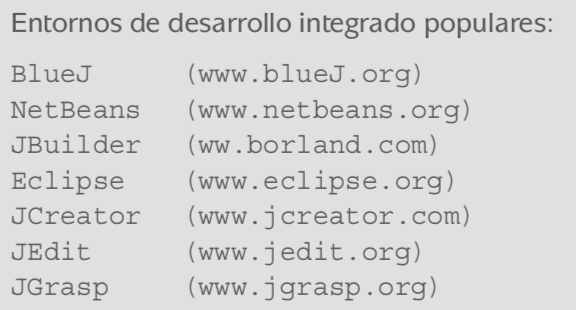 Entornos de desarrollo integrado populares:
BlueJ (www.blueJ.org)
NetBeans (www.netbeans.org)
JBuilder (ww.borland.com)
Eclipse (www.eclipse.org)
JCreator (www.jcreator.com)
JEdit (www.jedit.org)
JGrasp (www.jgrasp.org)